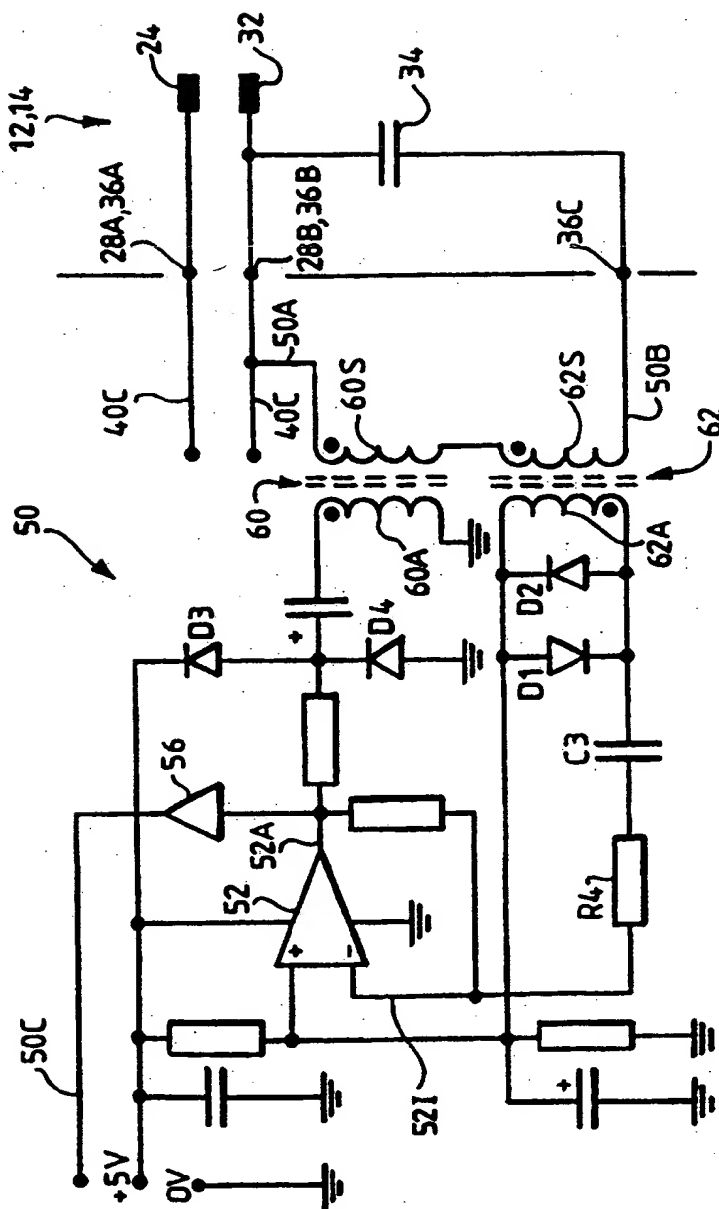 12,14
24
32
34
28A,36A
28B,36B
36C
40C
40C
50A
50B
60S
62S
60
62
60A
62A
50
D3
D4
D2
D1
C3
R4
56
52A
52
+
-
+
+
52I
50C
+5V
0V